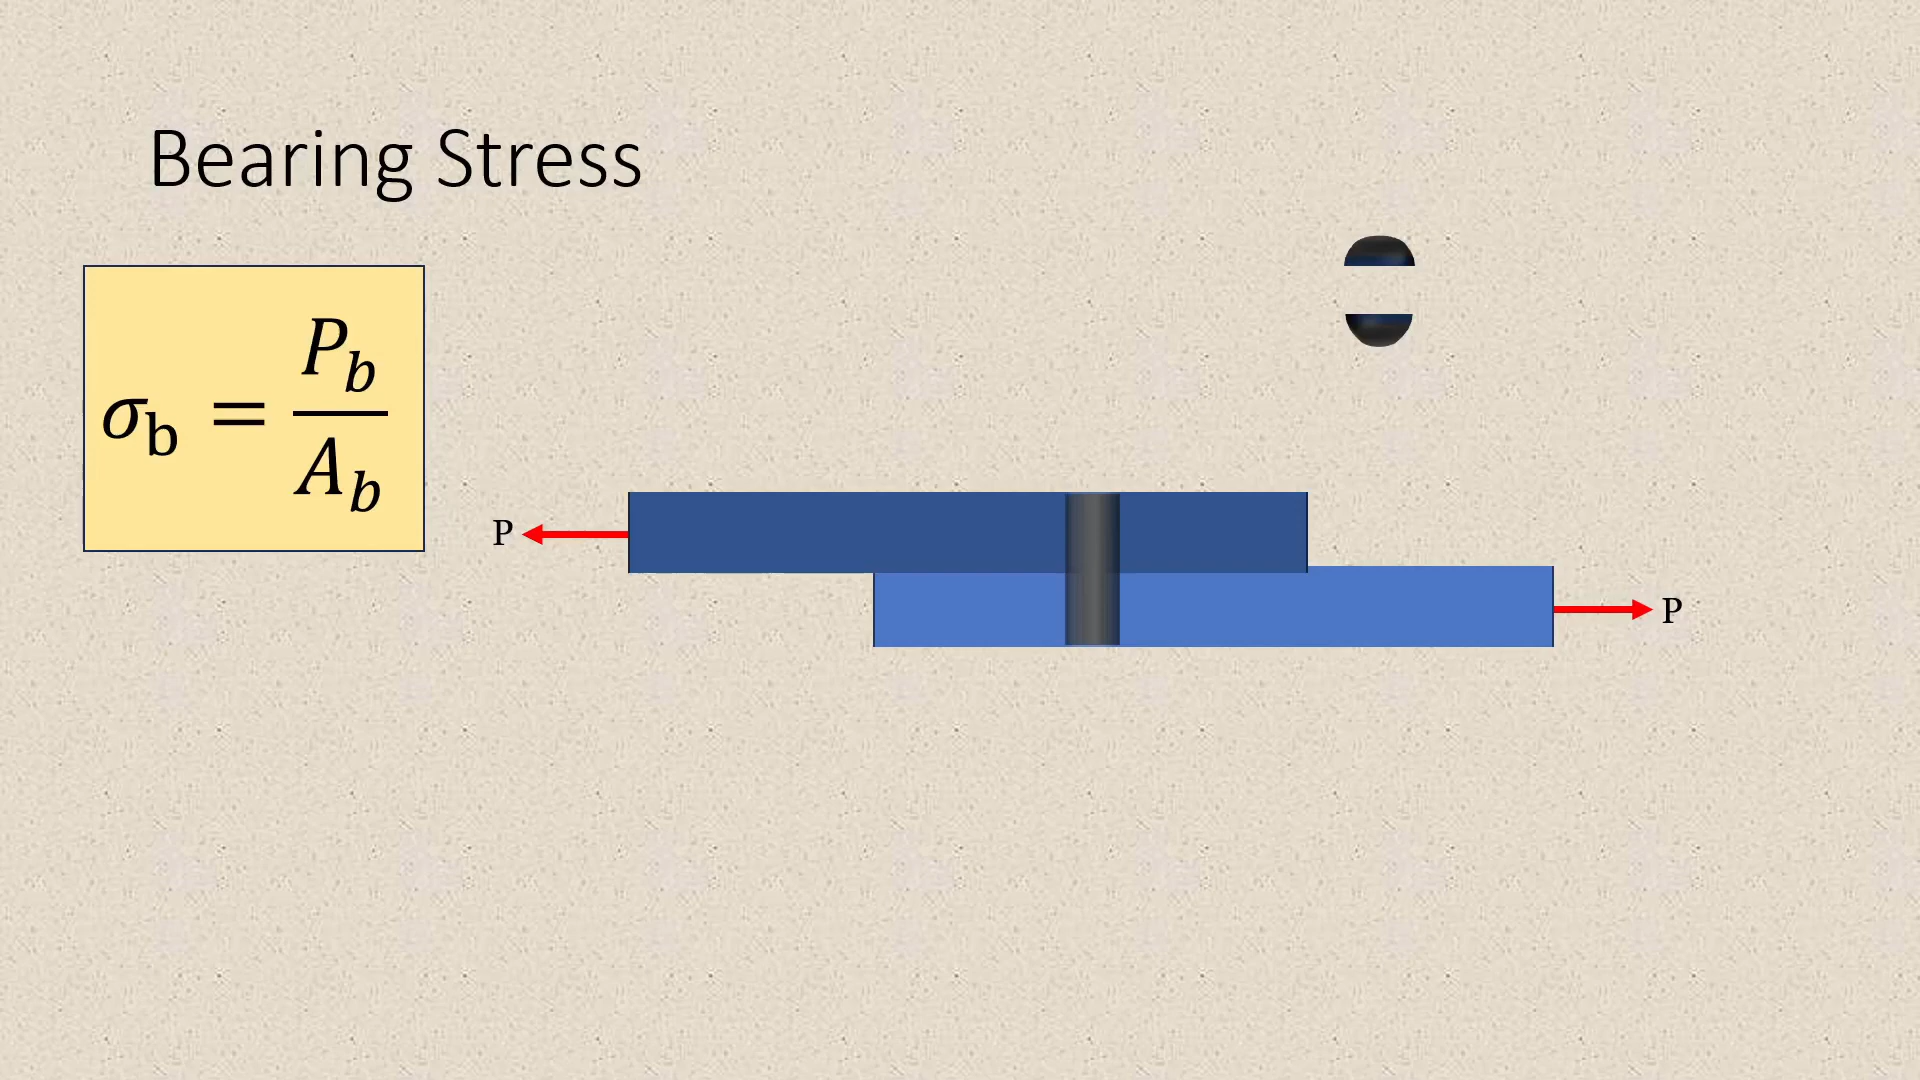 Bearing Stress
σb = Pb/Ab
P
P